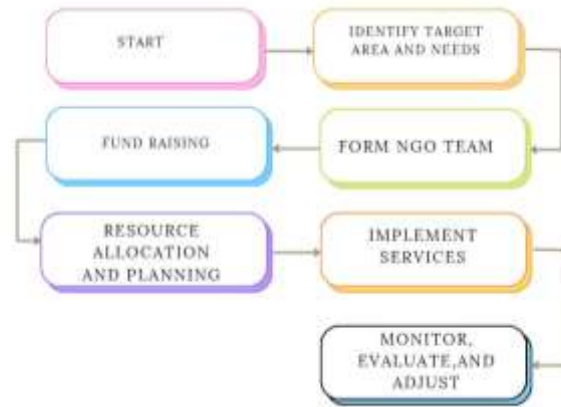 START
IDENTIFY TARGET
AREA AND NEEDS
FORM NGO TEAM
FUND RAISING
RESOURCE
ALLOCATION
AND PLANNING
IMPLEMENT
SERVICES
MONITOR,
EVALUATE,AND
ADJUST